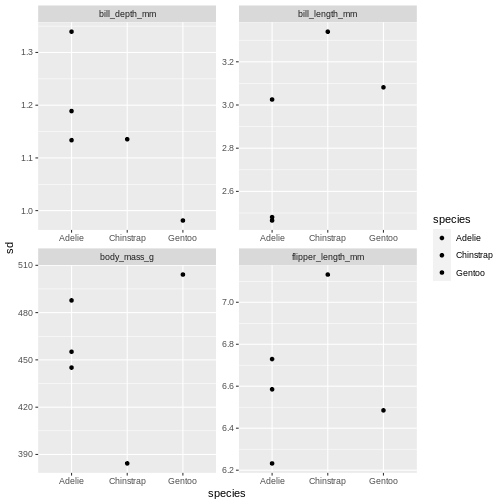 bill_depth_mm
bill_length_mm
1.3
1.2
1.1
1.0
3.2
3.0
2.8
2.6
Adelie Chinstrap Gentoo
Adelie Chinstrap Gentoo
body_mass_g
flipper_length_mm
510
480
450
420
390
7.0
6.8
6.6
6.4
6.2
Adelie Chinstrap Gentoo
Adelie Chinstrap Gentoo
sd
species
species
Adelie
Chinstrap
Gentoo